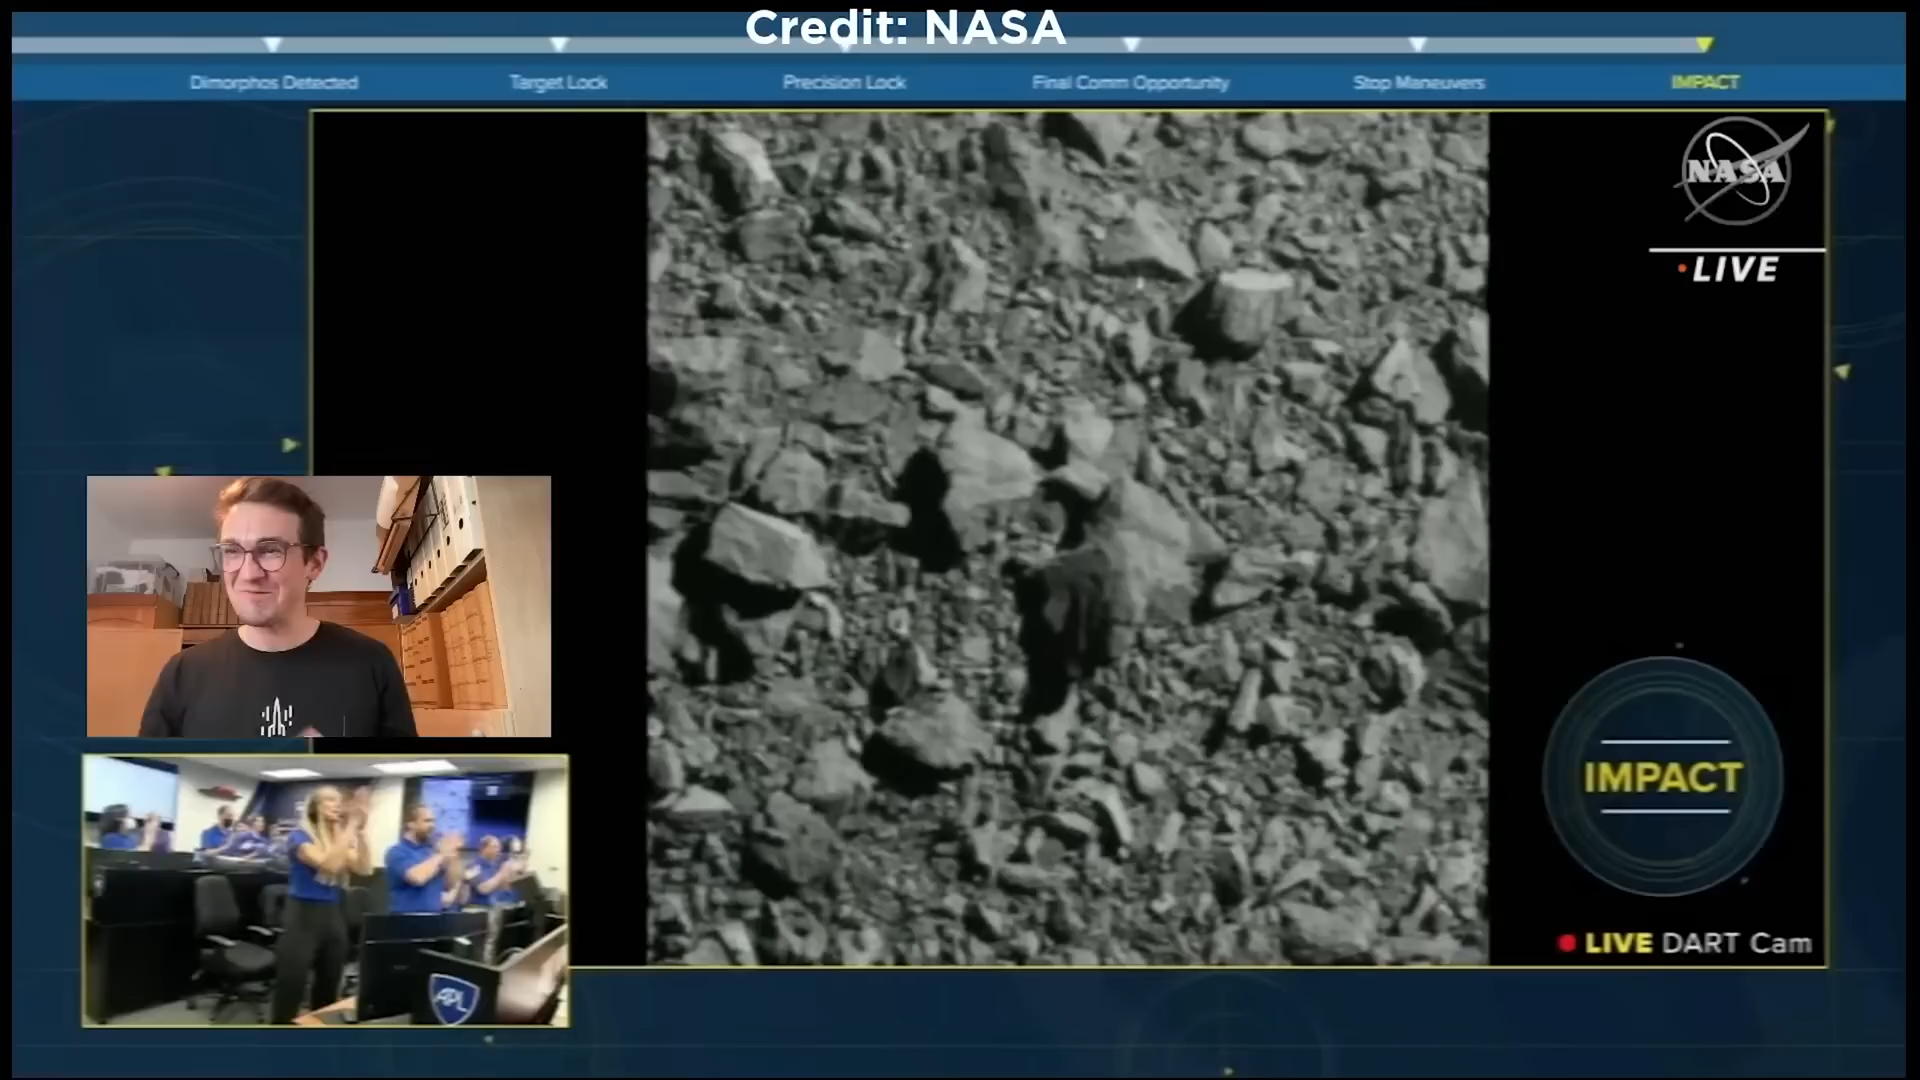 Credit: NASA
Dimorphos Detected
Target Lock
Precision Lock
Final Comm Opportunity
Stop Maneuvers
IMPACT
NASA
LIVE
IMPACT
LIVE DART Cam
APL